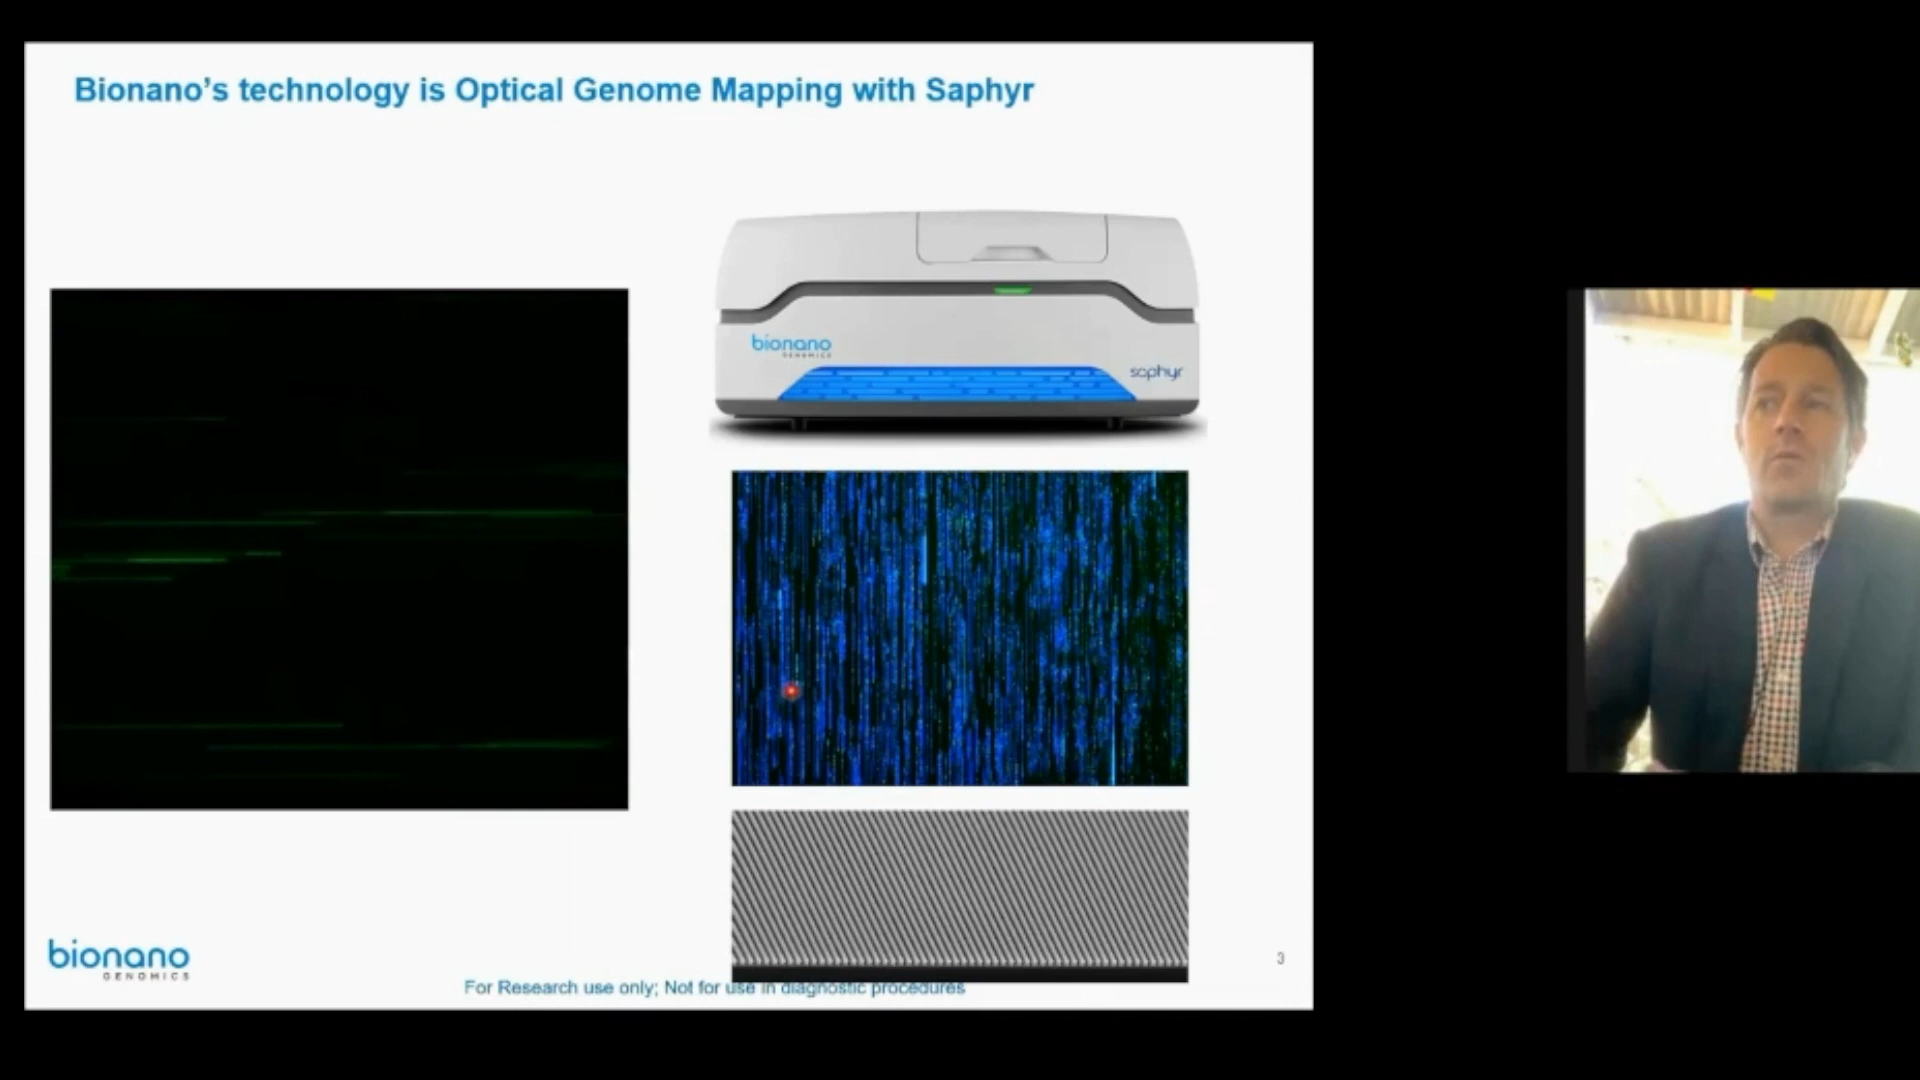 Bionano's technology is Optical Genome Mapping with Saphyr
bionano
GENOMICS
saphyr
bionano
GENOMICS
3
For Research use only; Not for use in diagnostic procedures